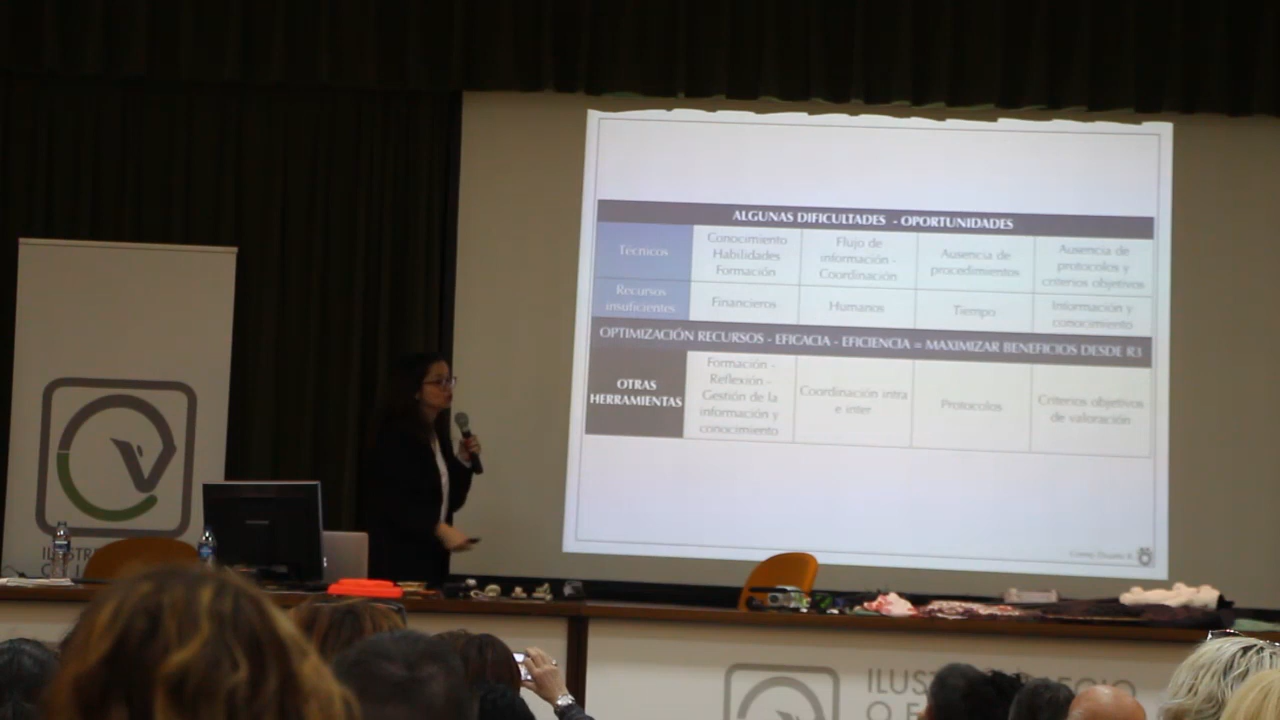 ALGUNAS DIFICULTADES - OPORTUNIDADES
Técnicos
Conocimiento
Habilidades
Formación
Flujo de
información -
Coordinación
Ausencia de
procedimientos
Ausencia de
protocolos y
criterios objetivos
Recursos
insuficientes
Financieros
Humanos
Tiempo
Información y
conocimiento
OPTIMIZACIÓN RECURSOS - EFICACIA - EFICIENCIA = MAXIMIZAR BENEFICIOS DESDE R3
OTRAS
HERRAMIENTAS
Formación -
Reflexión -
Gestión de la
información y
conocimiento
Coordinación intra
e inter
Protocolos
Criterios objetivos
de valoración